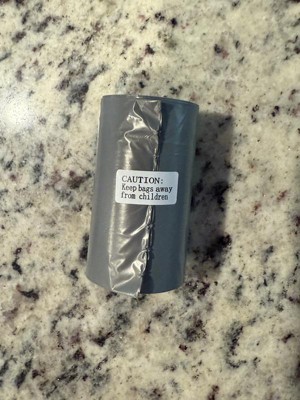 CAUTION:
Keep bags away
from children